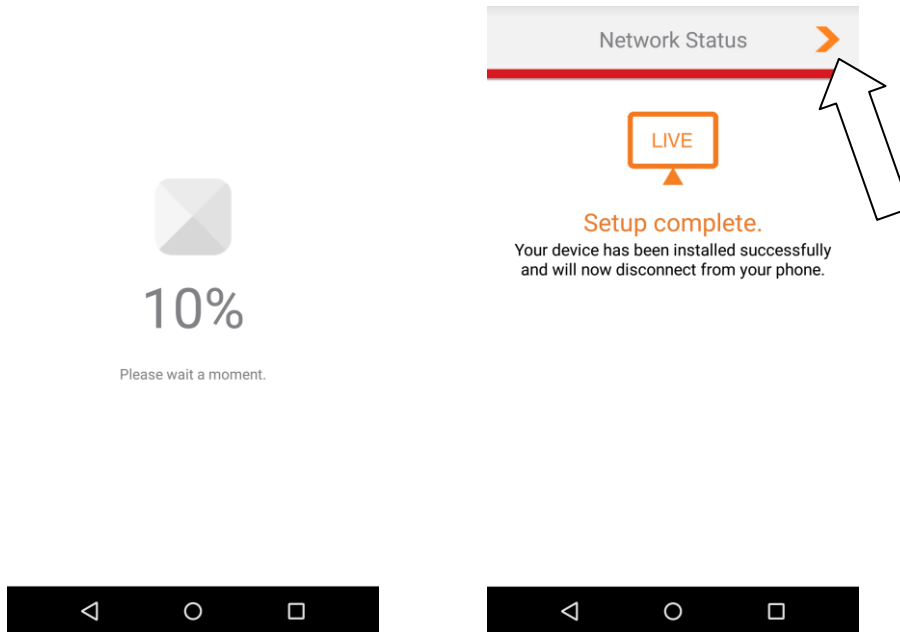 10%
Please wait a moment.
Network Status
LIVE
Setup complete.
Your device has been installed successfully
and will now disconnect from your phone.